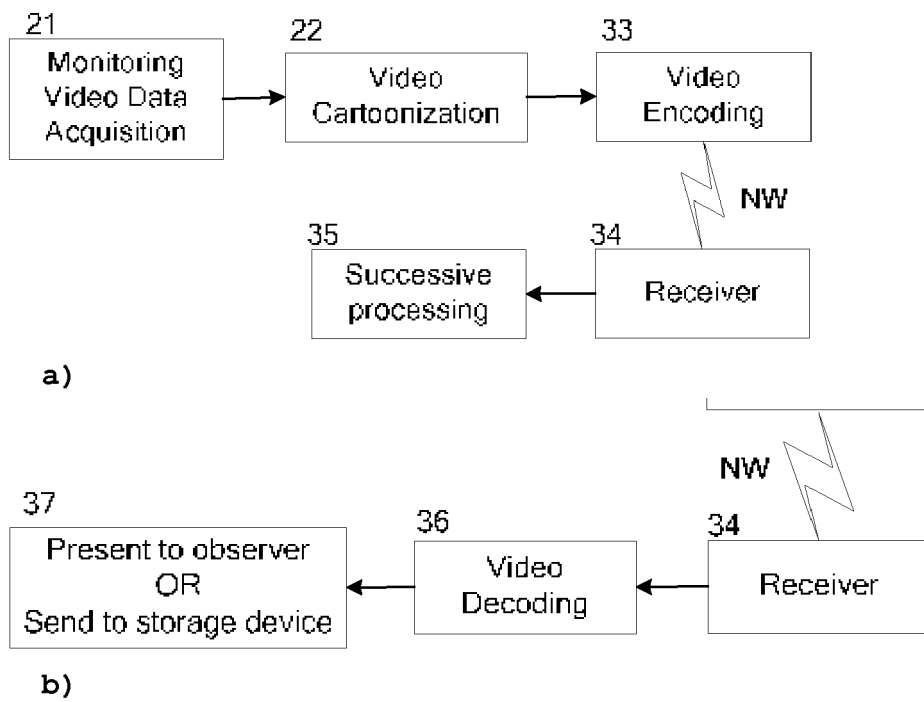 21
Monitoring
Video Data
Acquisition
22
Video
Cartoonization
33
Video
Encoding
NW
35
Successive
processing
34
Receiver
a)
NW
37
Present to observer
OR
Send to storage device
36
Video
Decoding
34
Receiver
b)